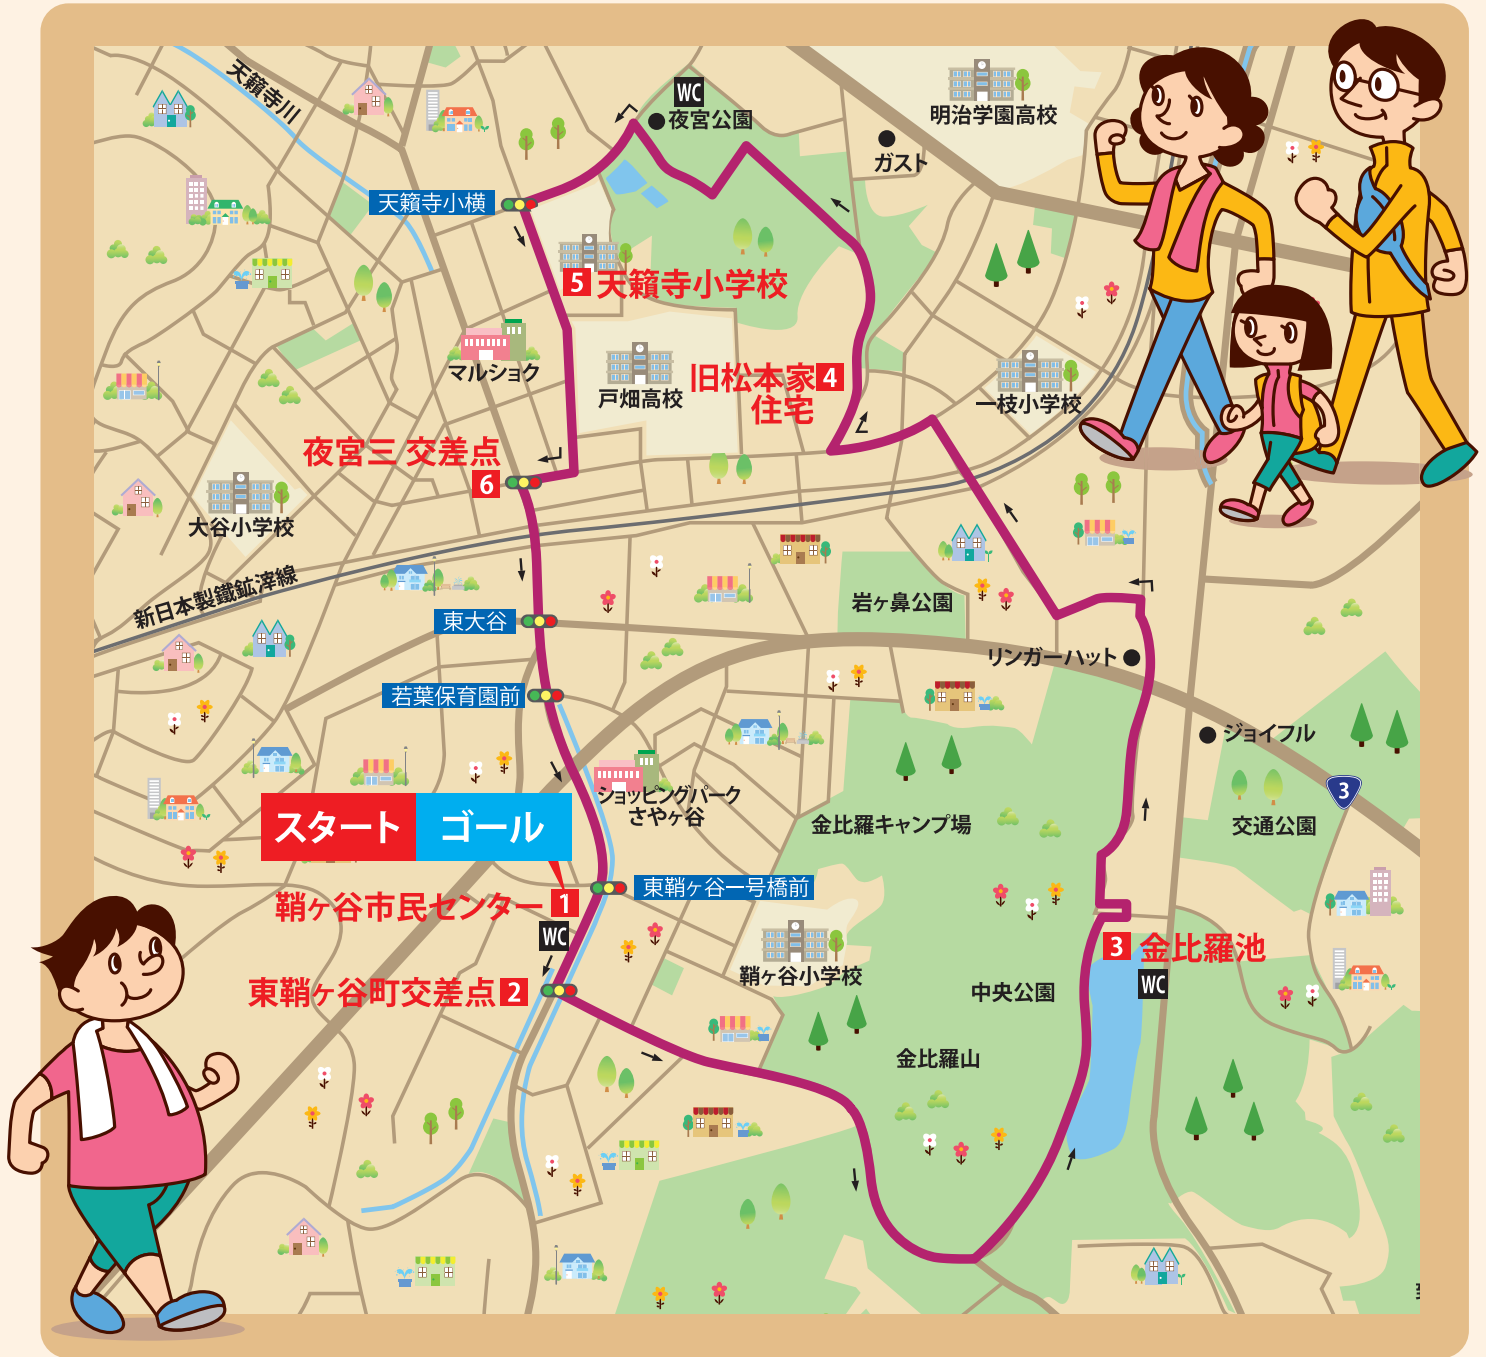 天籟寺川
WC
夜宮公園
明治学園高校
ガスト
天籟寺小横
5 天籟寺小学校
マルショク
戸畑高校
旧松本家 4
住宅
一枝小学校
夜宮三 交差点
6
大谷小学校
新日本製鐵鉱滓線
岩ヶ鼻公園
東大谷
リンガーハット
若葉保育園前
ジョイフル
3
ショッピングパーク
さやヶ谷
スタート ゴール
金比羅キャンプ場
交通公園
東鞘ヶ谷一号橋前
鞘ヶ谷市民センター 1
WC
3 金比羅池
鞘ヶ谷小学校
WC
東鞘ヶ谷町交差点 2
中央公園
金比羅山